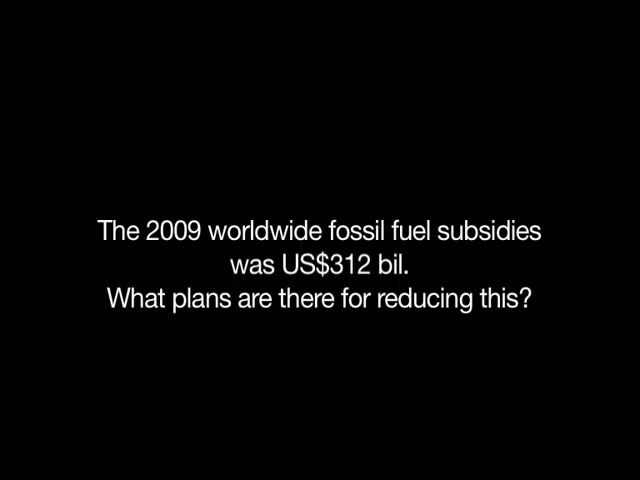 The 2009 worldwide fossil fuel subsidies
was US$312 bil.
What plans are there for reducing this?